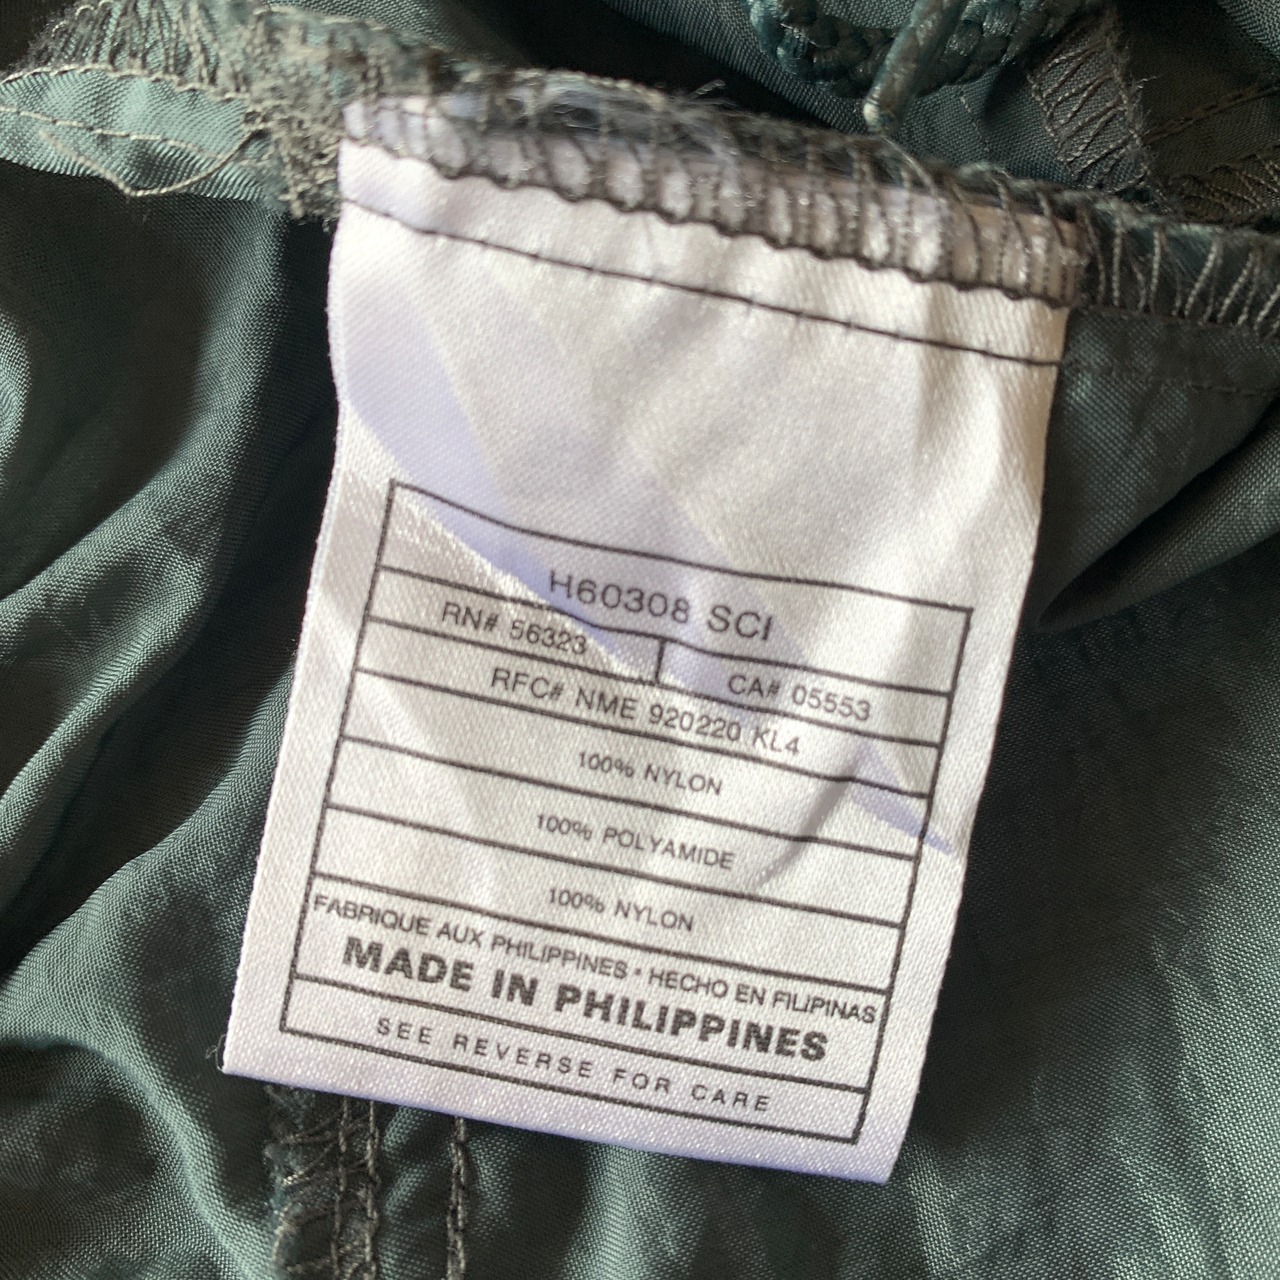 H60308 SCI
RN# 56323
CA# 05553
RFC# NME 920220 KL4
100% NYLON
100% POLYAMIDE
100% NYLON
FABRIQUE AUX PHILIPPINES * HECHO EN FILIPINAS
MADE IN PHILIPPINES
SEE REVERSE FOR CARE